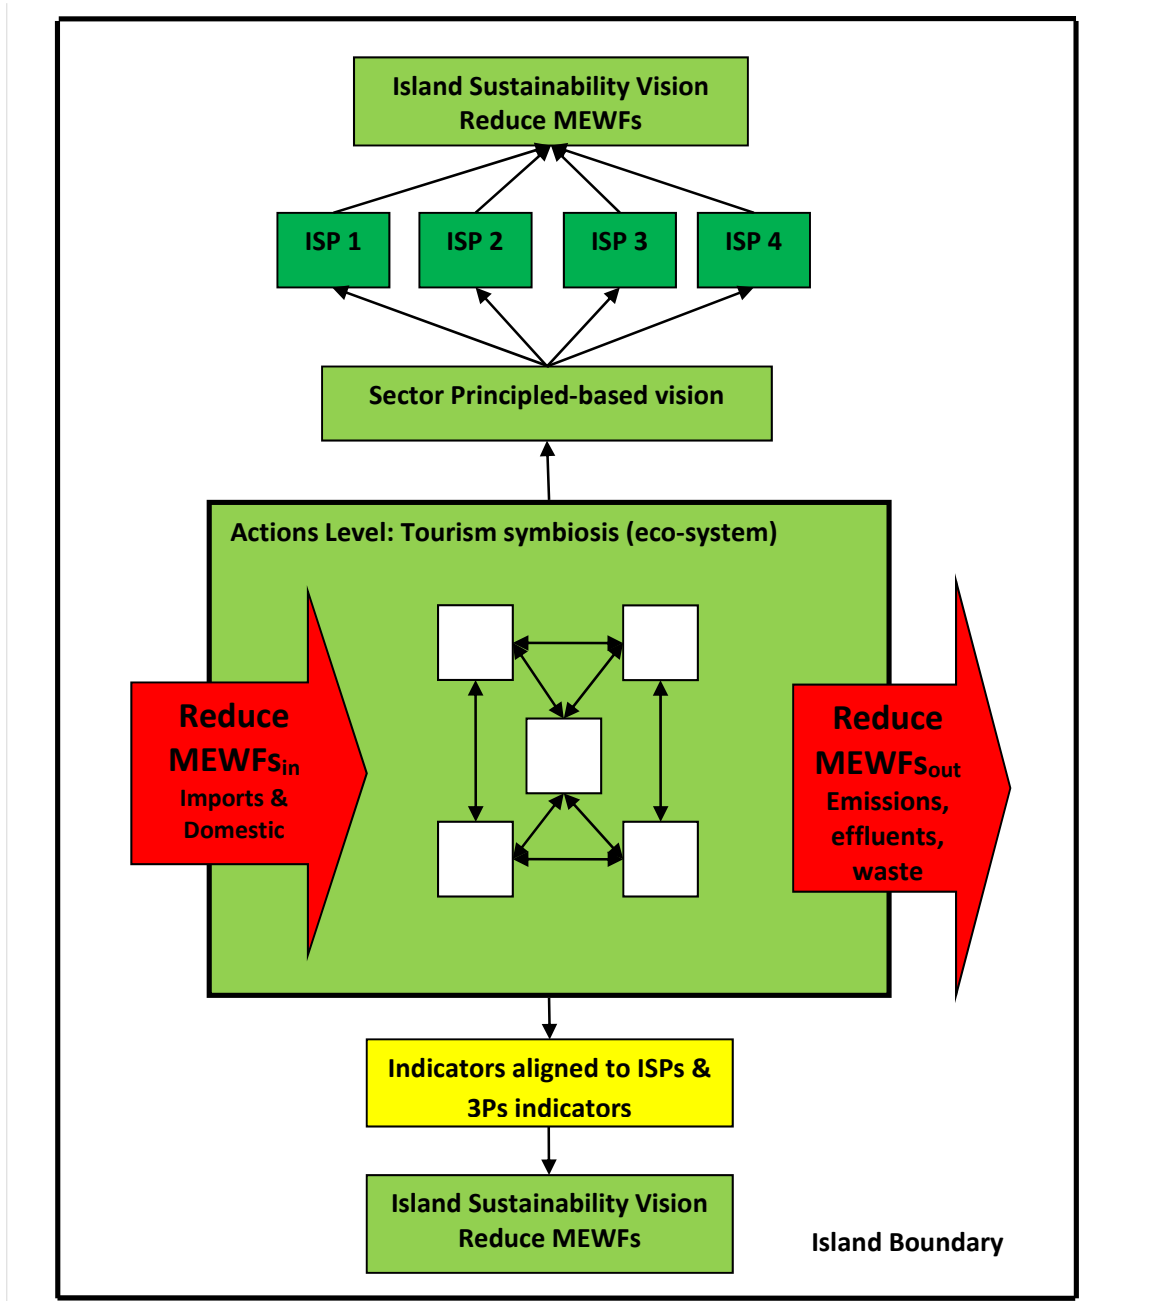 Island Sustainability Vision
Reduce MEWFs
ISP 1
ISP 2
ISP 3
ISP 4
Sector Principled-based vision
Actions Level: Tourism symbiosis (eco-system)
Reduce
MEWFsin
Imports &
Domestic
Reduce
MEWFsout
Emissions,
effluents,
waste
Indicators aligned to ISPs &
3Ps indicators
Island Sustainability Vision
Reduce MEWFs
Island Boundary